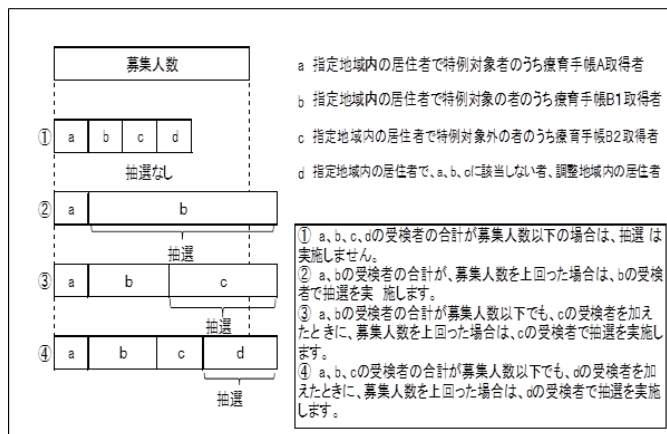 募集人数
a 指定地域内の居住者で特例対象者のうち療育手帳A取得者
b 指定地域内の居住者で特例対象の者のうち療育手帳B1取得者
c 指定地域内の居住者で特例対象外の者のうち療育手帳B2取得者
d 指定地域内の居住者で、a、b、cに該当しない者、調整地域内の居住者
① a b c d
抽選なし
② a b
抽選
③ a b c
抽選
④ a b c d
抽選
① a、b、c、dの受検者の合計が募集人数以下の場合は、抽選 は
実施しません。
② a、bの受検者の合計が、募集人数を上回った場合は、bの受検
者で抽選を実 施します。
③ a、bの受検者の合計が募集人数以下でも、cの受検者を加え
たときに、募集人数を上回った場合は、cの受検者で抽選を実施しま
す。
④ a、b、cの受検者の合計が募集人数以下でも、dの受検者を加
えたときに、募集人数を上回った場合は、dの受検者で抽選を実施
します。